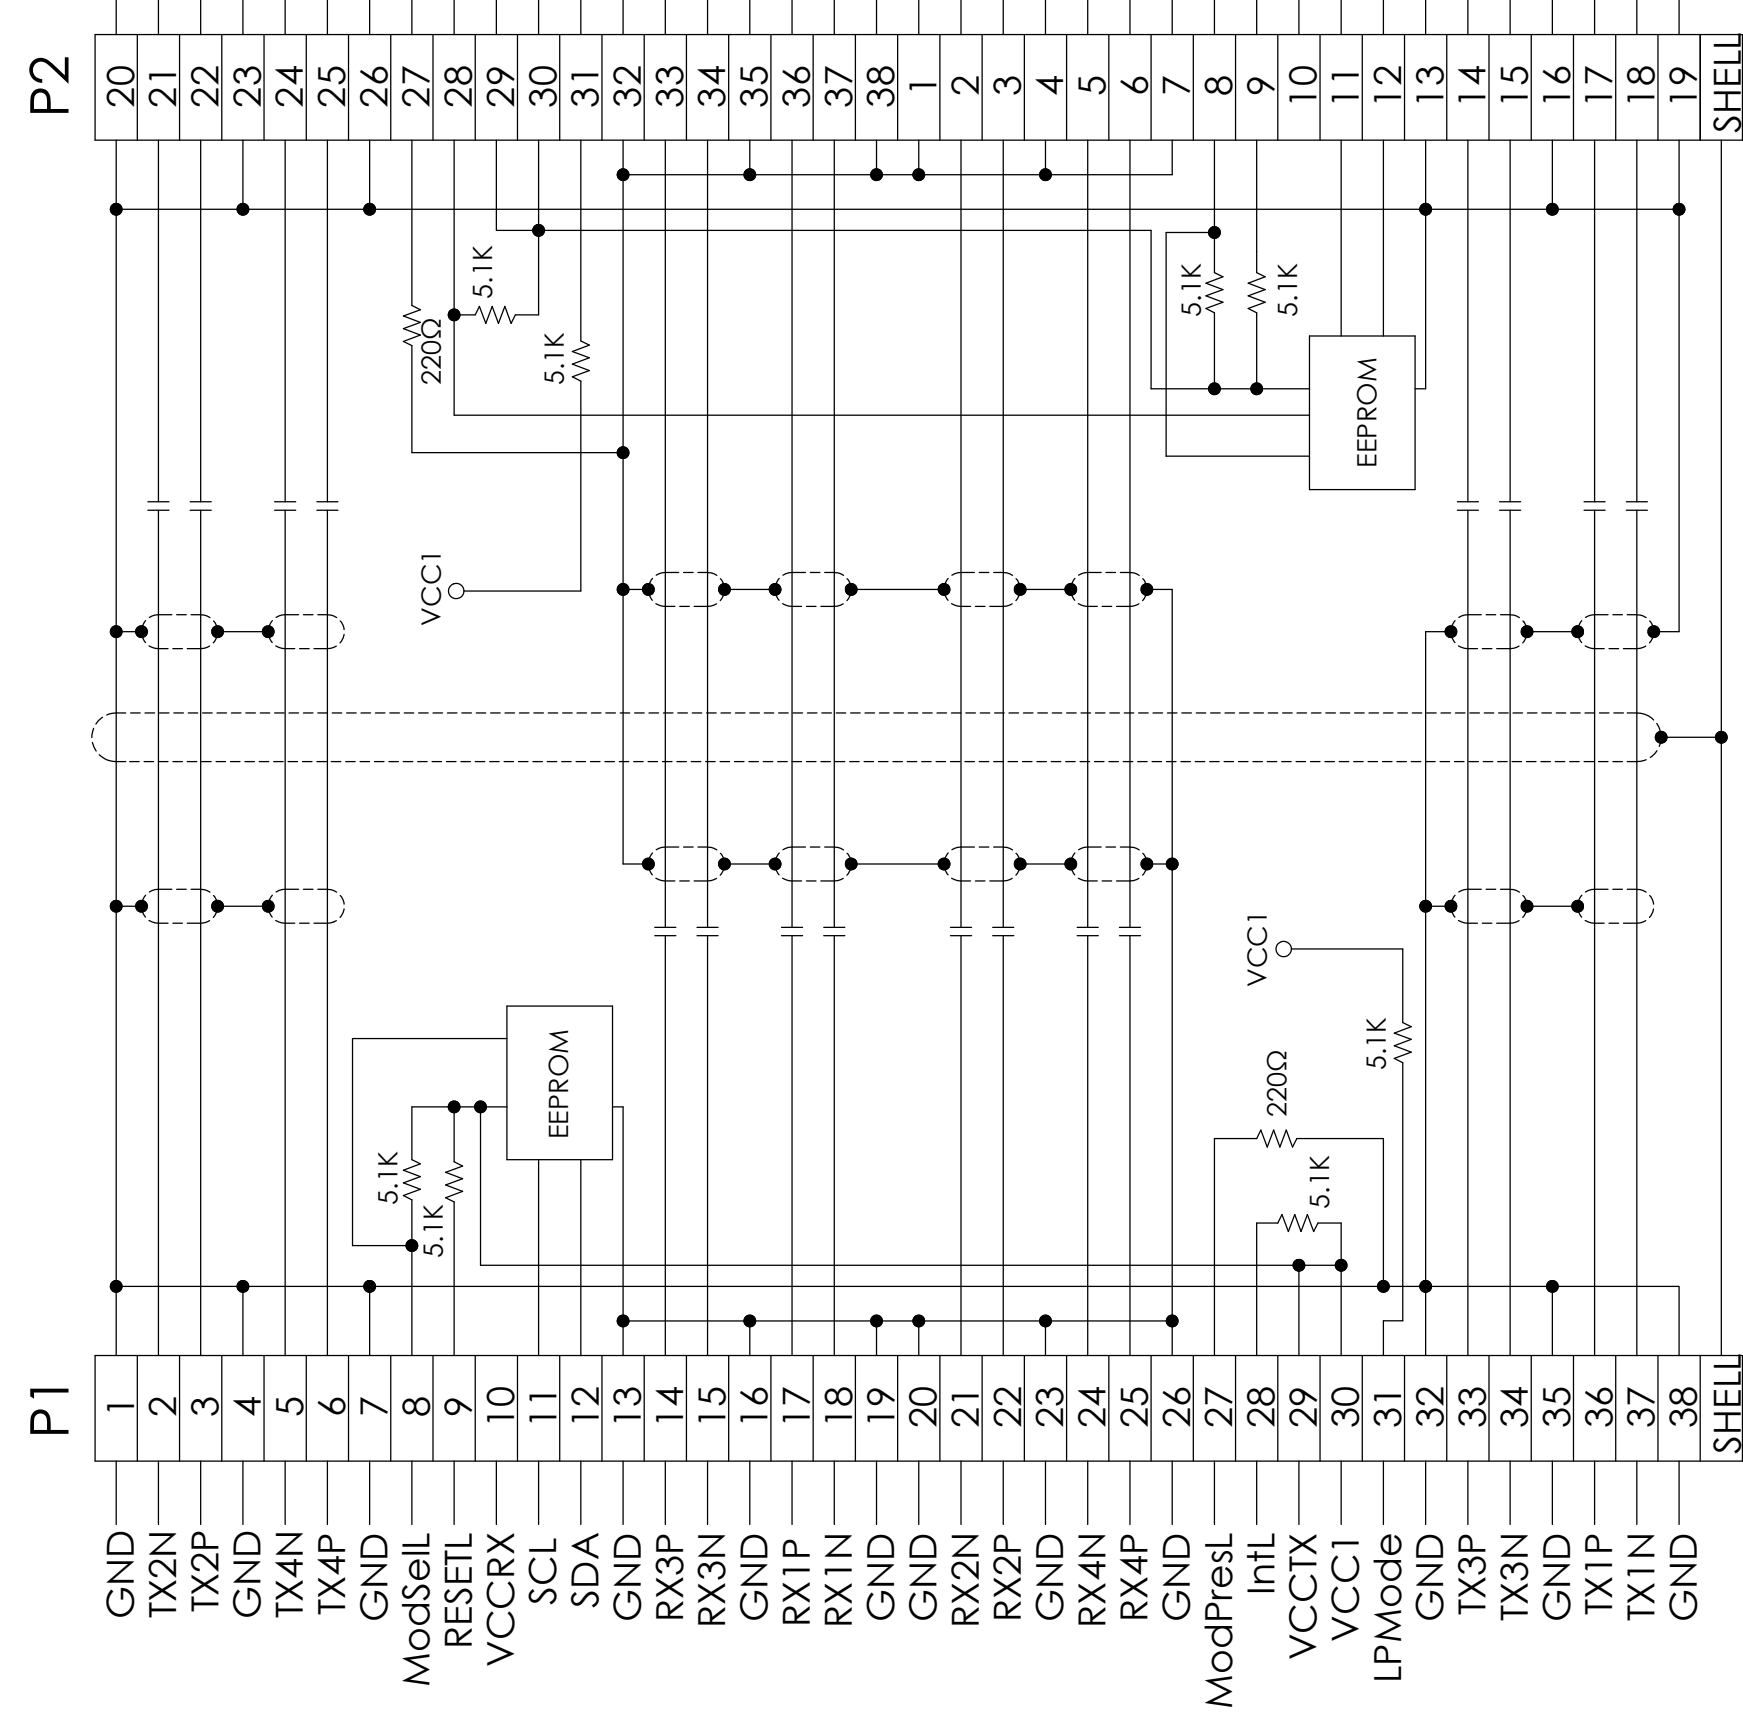 P2
20
21
22
23
24
25
26
27
28
29
30
31
32
33
34
35
36
37
38
1
2
3
4
5
6
7
8
9
10
11
12
13
14
15
16
17
18
19
SHELL
220Ω
5.1K
5.1K
5.1K
5.1K
EEPROM
VCC1
VCC1
EEPROM
5.1K
5.1K
5.1K
220Ω
5.1K
P1
1
2
3
4
5
6
7
8
9
10
11
12
13
14
15
16
17
18
19
20
21
22
23
24
25
26
27
28
29
30
31
32
33
34
35
36
37
38
SHELL
GND
TX2N
TX2P
GND
TX4N
TX4P
GND
ModSelL
RESETL
VCCRX
SCL
SDA
GND
RX3P
RX3N
GND
RX1P
RX1N
GND
GND
RX2N
RX2P
GND
RX4N
RX4P
GND
ModPresL
IntL
VCCTX
VCC1
LPMode
GND
TX3P
TX3N
GND
TX1P
TX1N
GND